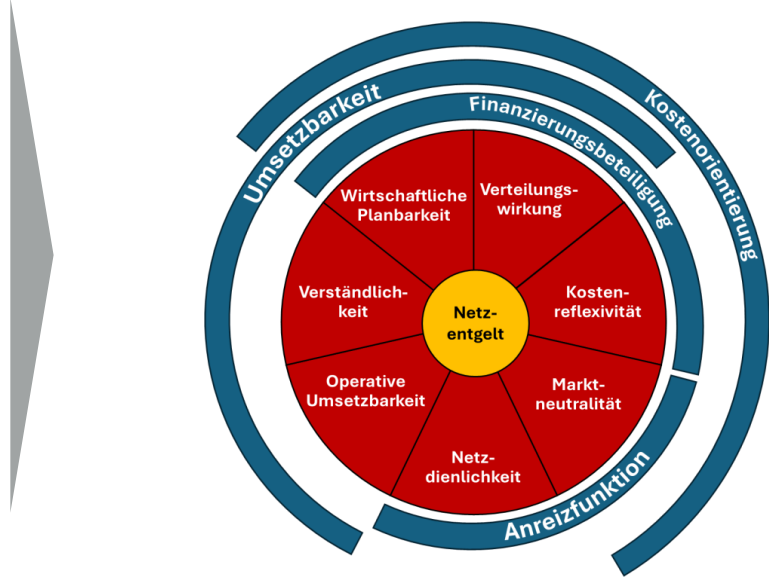 Kostenorientierung
Umsetzbarkeit
Finanzierungsbeteiligung
Wirtschaftliche
Planbarkeit
Verteilungs-
wirkung
Verständlich-
keit
Netz-
entgelt
Kosten-
reflexivität
Operative
Umsetzbarkeit
Markt-
neutralität
Netz-
dienlichkeit
Anreizfunktion